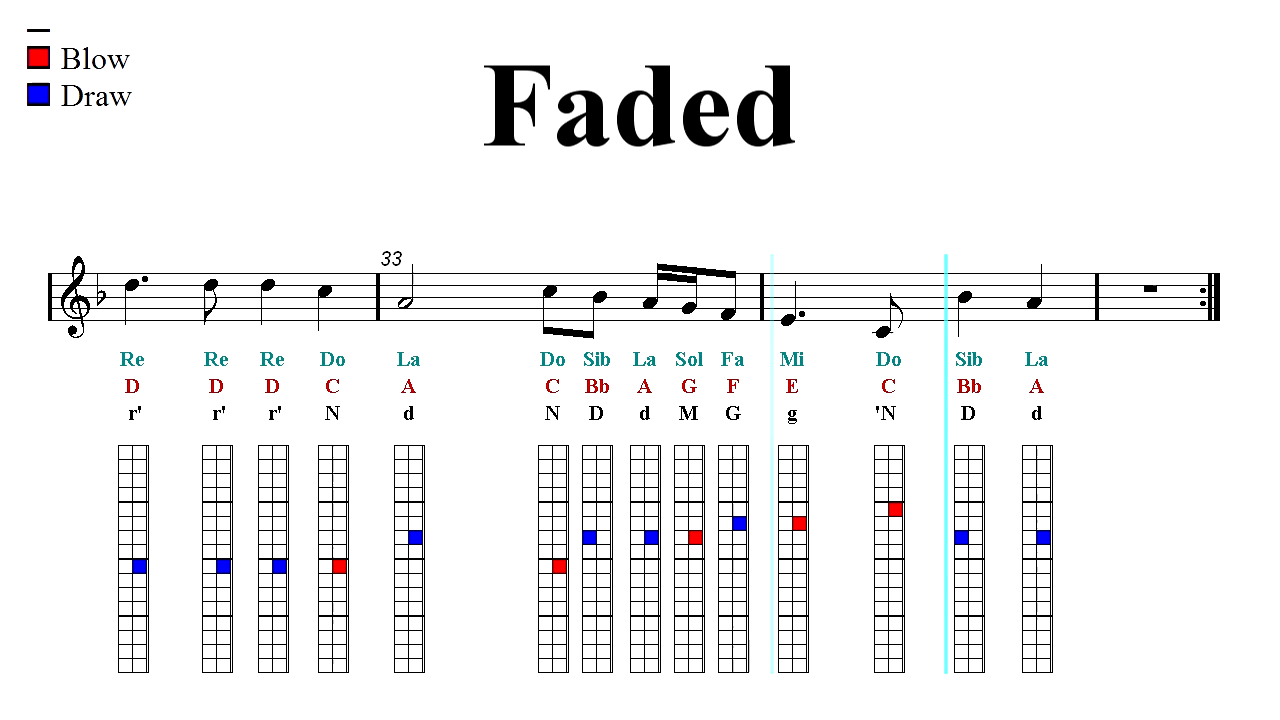 Blow
Draw
Faded
33
Re Re Re Do La Do Sib La Sol Fa Mi Do Sib La
D D D C A C Bb A G F E C Bb A
r' r' r' N d N D d M G g 'N D d